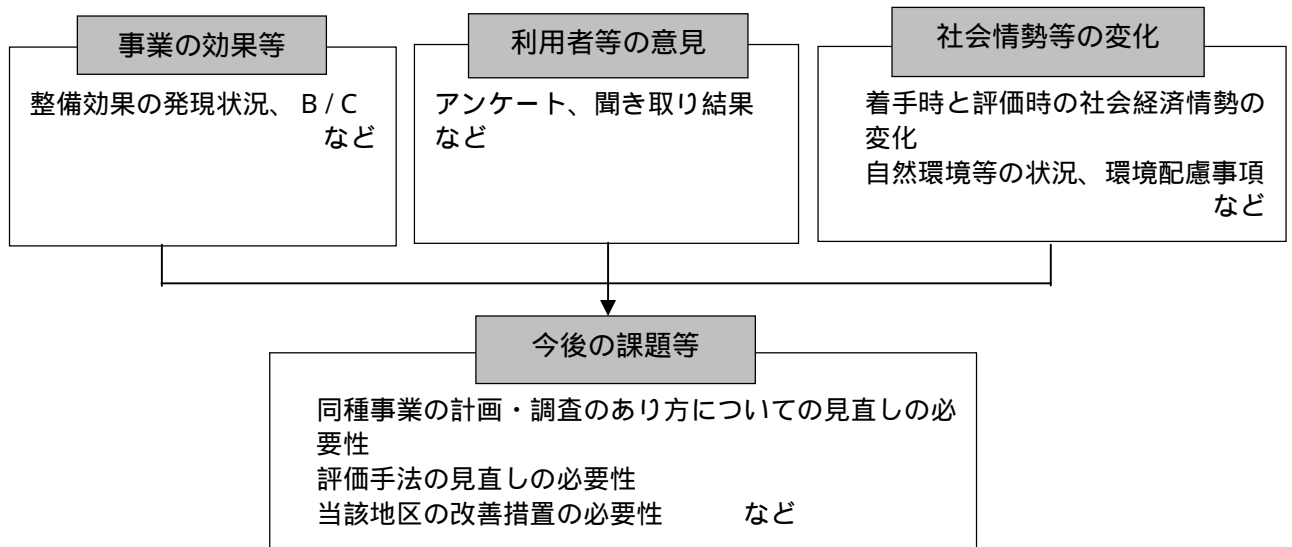 事業の効果等
整備効果の発現状況、B/C
など
利用者等の意見
アンケート、聞き取り結果
など
社会情勢等の変化
着手時と評価時の社会経済情勢の
変化
自然環境等の状況、環境配慮事項
など
今後の課題等
同種事業の計画・調査のあり方についての見直しの必
要性
評価手法の見直しの必要性
当該地区の改善措置の必要性 など